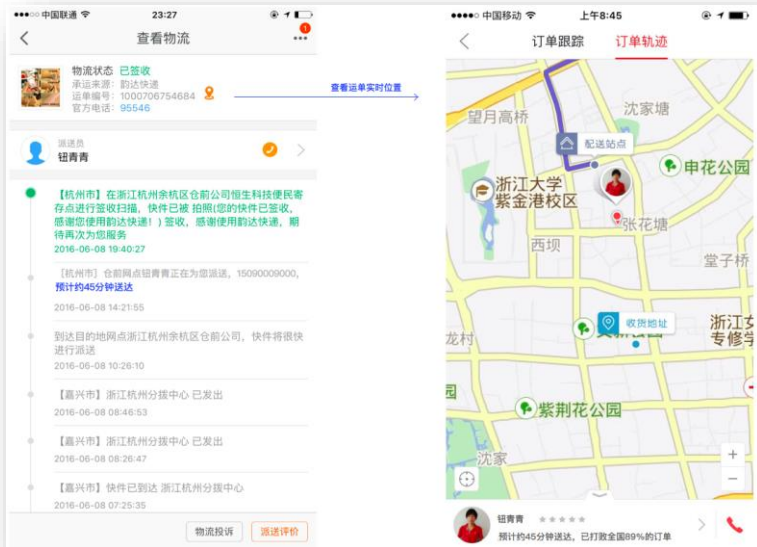 中国联通
23:27
查看物流
1
物流状态 已签收
承运来源: 韵达快递
运单编号: 1000706754684
官方电话: 95546
派送员
钮青青
【杭州市】在浙江杭州余杭区仓前公司恒生科技便民寄
存点进行签收扫描, 快件已被 拍照(您的快件已签收,
感谢您使用韵达快递! ) 签收, 感谢使用韵达快递, 期
待再次为您服务
2016-06-08 19:40:27
[杭州市] 仓前网点钮青青正在为您派送, 15090009000,
预计约45分钟送达
2016-06-08 14:21:55
到达目的地网点浙江杭州余杭区仓前公司, 快件将很快
进行派送
2016-06-08 10:26:10
【嘉兴市】浙江杭州分拨中心 已发出
2016-06-08 08:46:53
【嘉兴市】浙江杭州分拨中心 已发出
2016-06-08 08:26:47
【嘉兴市】快件已到达 浙江杭州分拨中心
2016-06-08 07:25:35
物流投诉
派送评价
查看运单实时位置
中国移动
上午8:45
订单跟踪
订单轨迹
望月高桥
沈家塘
配送站点
申花公园
浙江大学
紫金港校区
张花塘
西坝
堂子桥
收货地址
浙江女
专修学
龙村
公园
园
紫荆花公园
沈家
+
−
钮青青
预计约45分钟送达, 已打败全国89%的订单